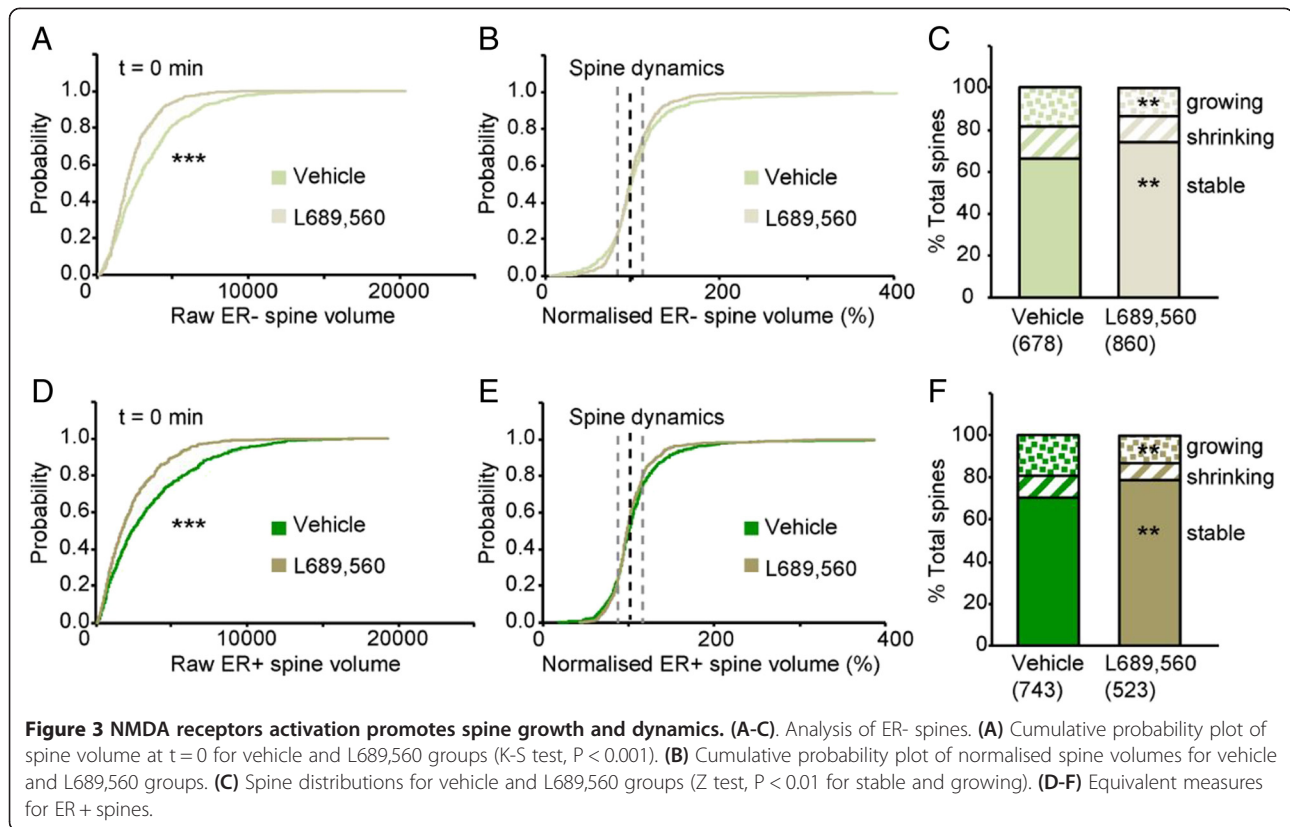 A
t = 0 min
1.0
0.8
0.6
0.4
0.2
0.0
Probability
***
Vehicle
L689,560
0
10000
20000
Raw ER- spine volume
B
Spine dynamics
1.0
0.8
0.6
0.4
0.2
0.0
Probability
Vehicle
L689,560
0
200
400
Normalised ER- spine volume (%)
C
100
80
60
40
20
0
% Total spines
** growing
shrinking
** stable
Vehicle
(678)
L689,560
(860)
D
t = 0 min
1.0
0.8
0.6
0.4
0.2
0.0
Probability
***
Vehicle
L689,560
0
10000
20000
Raw ER+ spine volume
E
Spine dynamics
1.0
0.8
0.6
0.4
0.2
0.0
Probability
Vehicle
L689,560
0
200
400
Normalised ER+ spine volume (%)
F
100
80
60
40
20
0
% Total spines
** growing
shrinking
** stable
Vehicle
(743)
L689,560
(523)
Figure 3 NMDA receptors activation promotes spine growth and dynamics. (A-C). Analysis of ER- spines. (A) Cumulative probability plot of
spine volume at t = 0 for vehicle and L689,560 groups (K-S test, P < 0.001). (B) Cumulative probability plot of normalised spine volumes for vehicle
and L689,560 groups. (C) Spine distributions for vehicle and L689,560 groups (Z test, P < 0.01 for stable and growing). (D-F) Equivalent measures
for ER + spines.